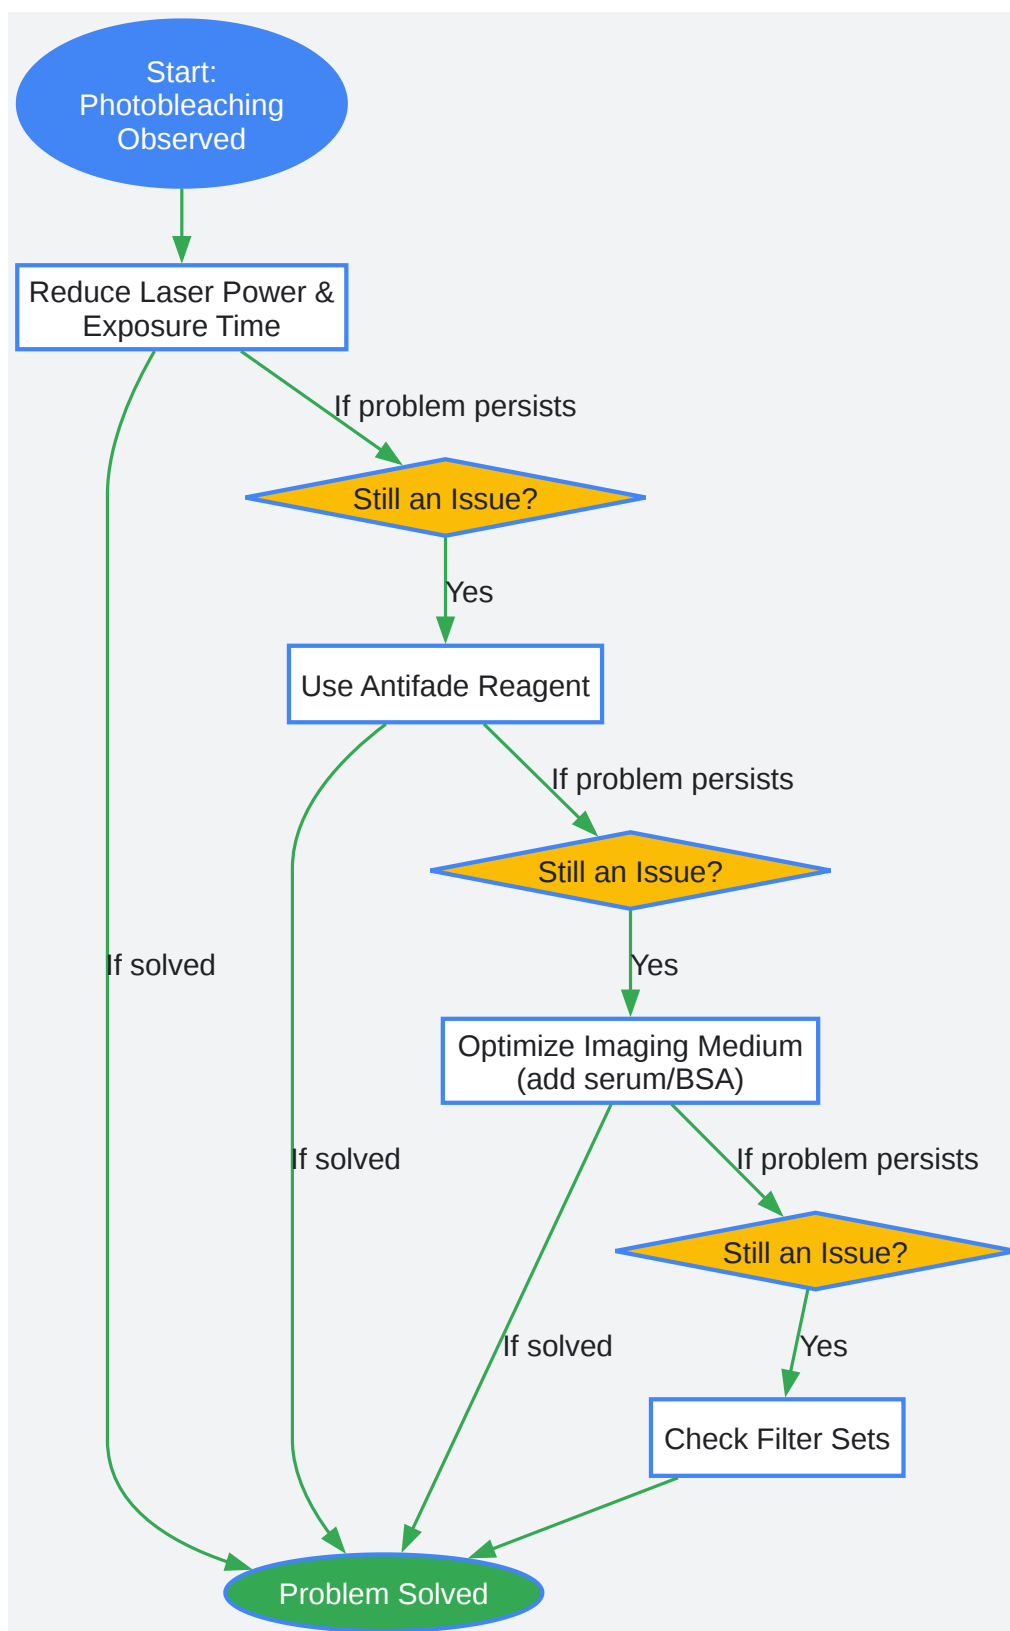 Start:
Photobleaching
Observed
Reduce Laser Power &
Exposure Time
If problem persists
Still an Issue?
Yes
Use Antifade Reagent
If problem persists
Still an Issue?
If solved
Yes
Optimize Imaging Medium
(add serum/BSA)
If solved
If problem persists
Still an Issue?
If solved
Yes
Check Filter Sets
Problem Solved